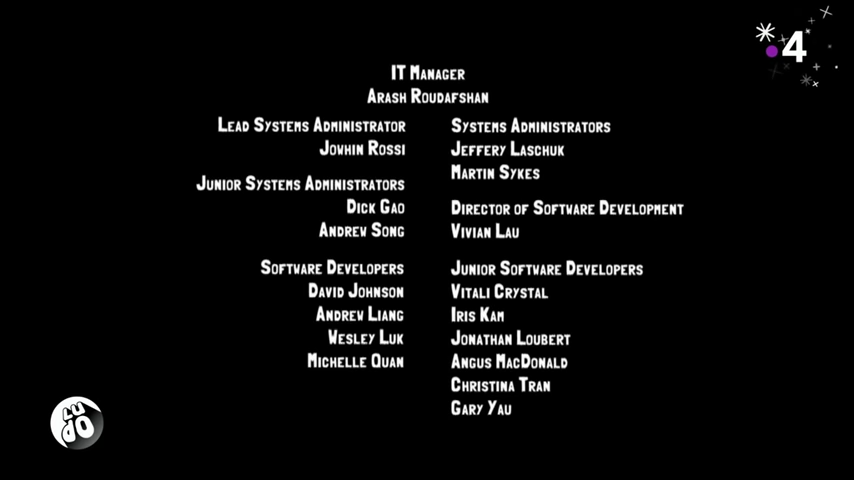 4
IT Manager
Arash Roudafshan
Lead Systems Administrator
Jowhin Rossi
Junior Systems Administrators
Dick Gao
Andrew Song
Software Developers
David Johnson
Andrew Liang
Wesley Luk
Michelle Quan
Systems Administrators
Jeffery Laschuk
Martin Sykes
Director of Software Development
Vivian Lau
Junior Software Developers
Vitali Crystal
Iris Kam
Jonathan Loubert
Angus MacDonald
Christina Tran
Gary Yau
LUDO